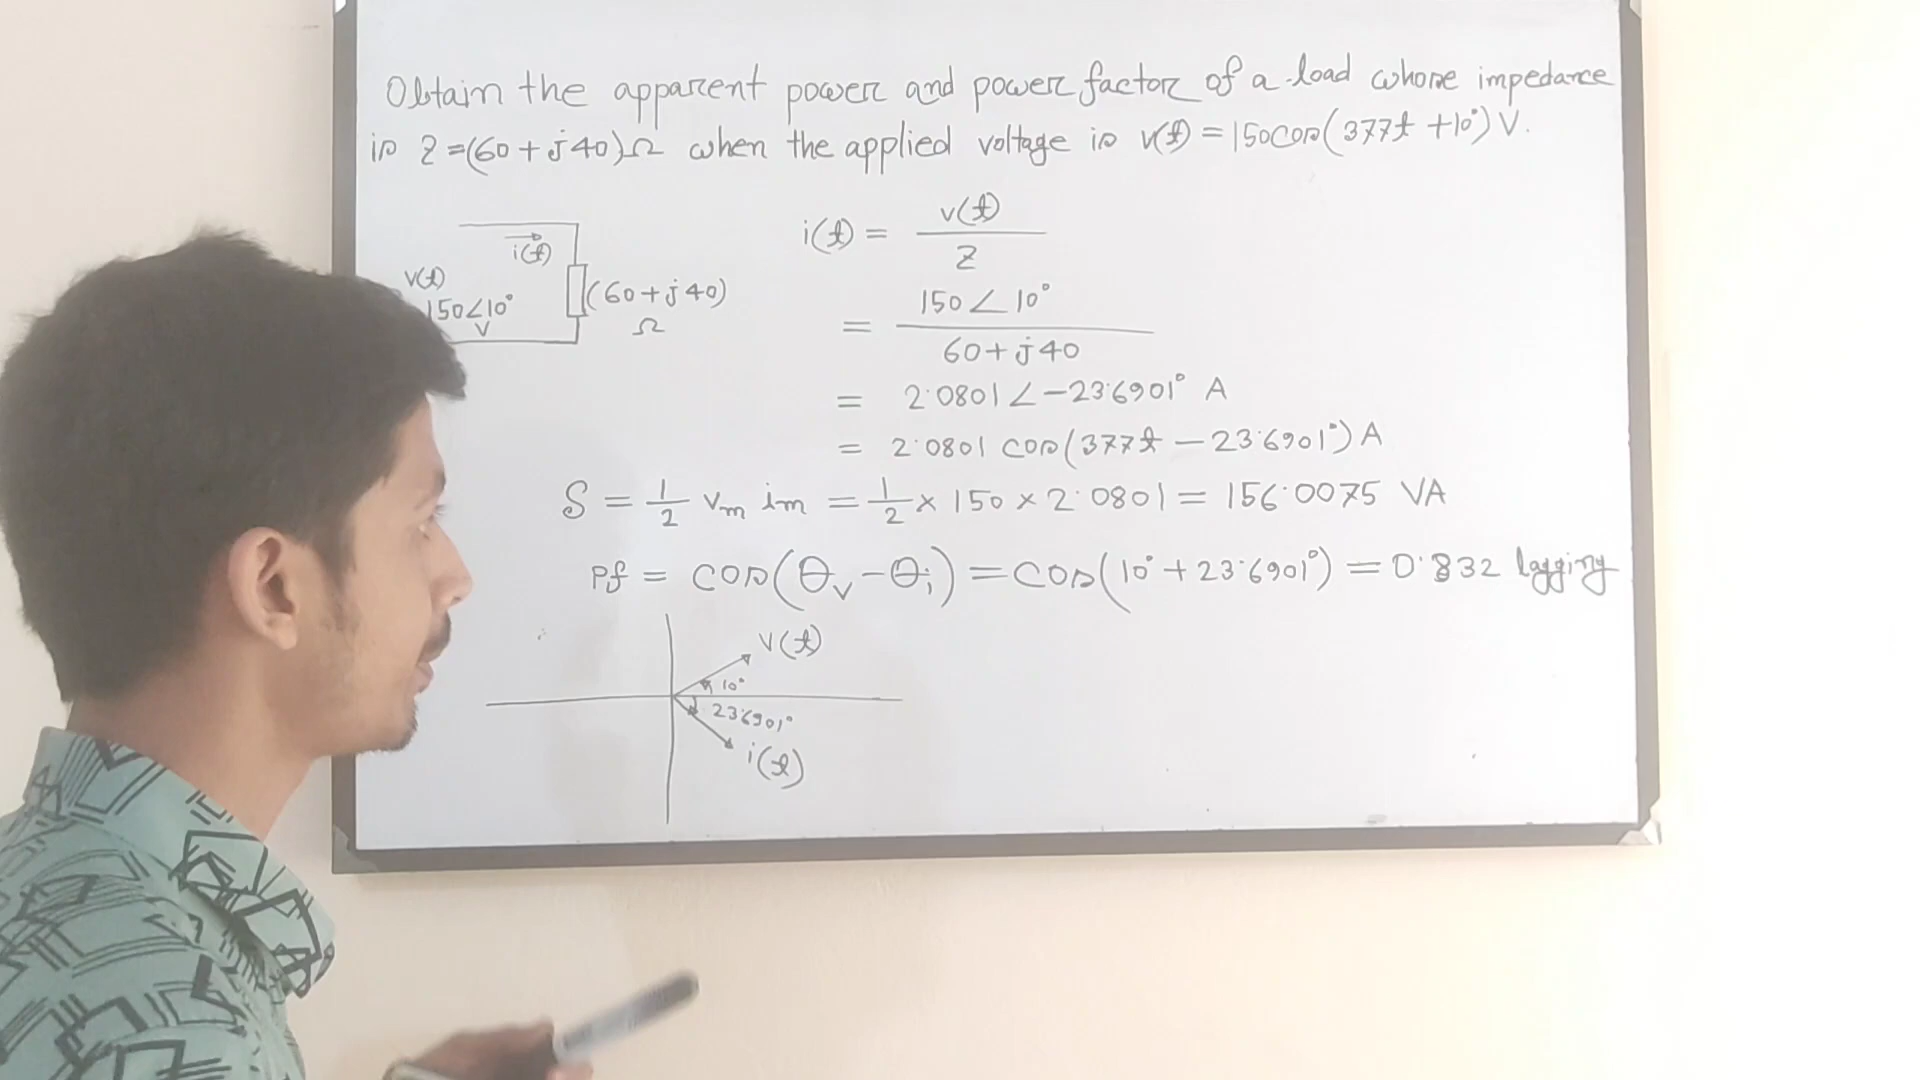 Obtain the apparent power and power factor of a load whose impedance
is Z=(60+j40)Ω when the applied voltage is v(t) = 150cos(377t +10°)V.
i(t)
v(t)
150∠10°
V
(60+j40)
Ω
i(t) = v(t) / Z
= 150∠10° / 60+j40
= 2.0801∠-23.6901° A
= 2.0801 cos(377t - 23.6901°) A
S = 1/2 vm im = 1/2 × 150 × 2.0801 = 156.0075 VA
Pf = cos(θv-θi) = cos(10°+23.6901°) = 0.832 lagging
v(t)
10°
23.6901°
i(t)